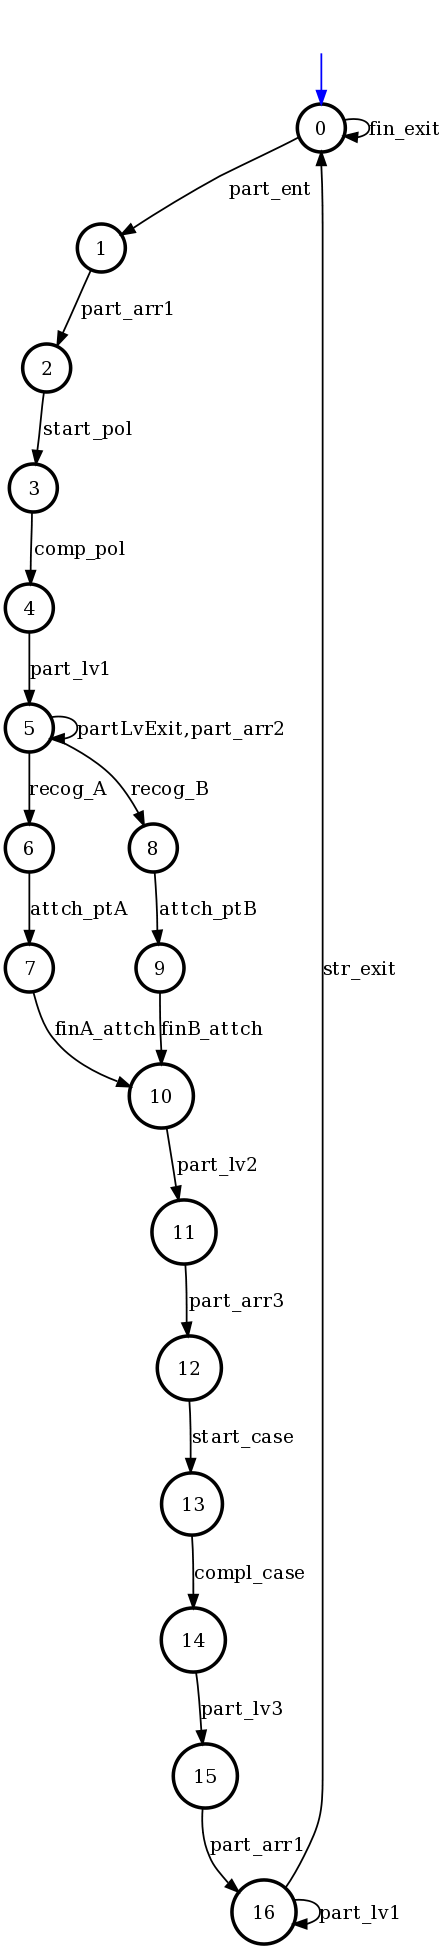 0
fin_exit
part_ent
1
part_arr1
2
start_pol
3
comp_pol
4
part_lv1
5
partLvExit,part_arr2
recog_A
recog_B
6
8
attch_ptA
attch_ptB
7
9
str_exit
finA_attch
finB_attch
10
part_lv2
11
part_arr3
12
start_case
13
compl_case
14
part_lv3
15
part_arr1
16
part_lv1